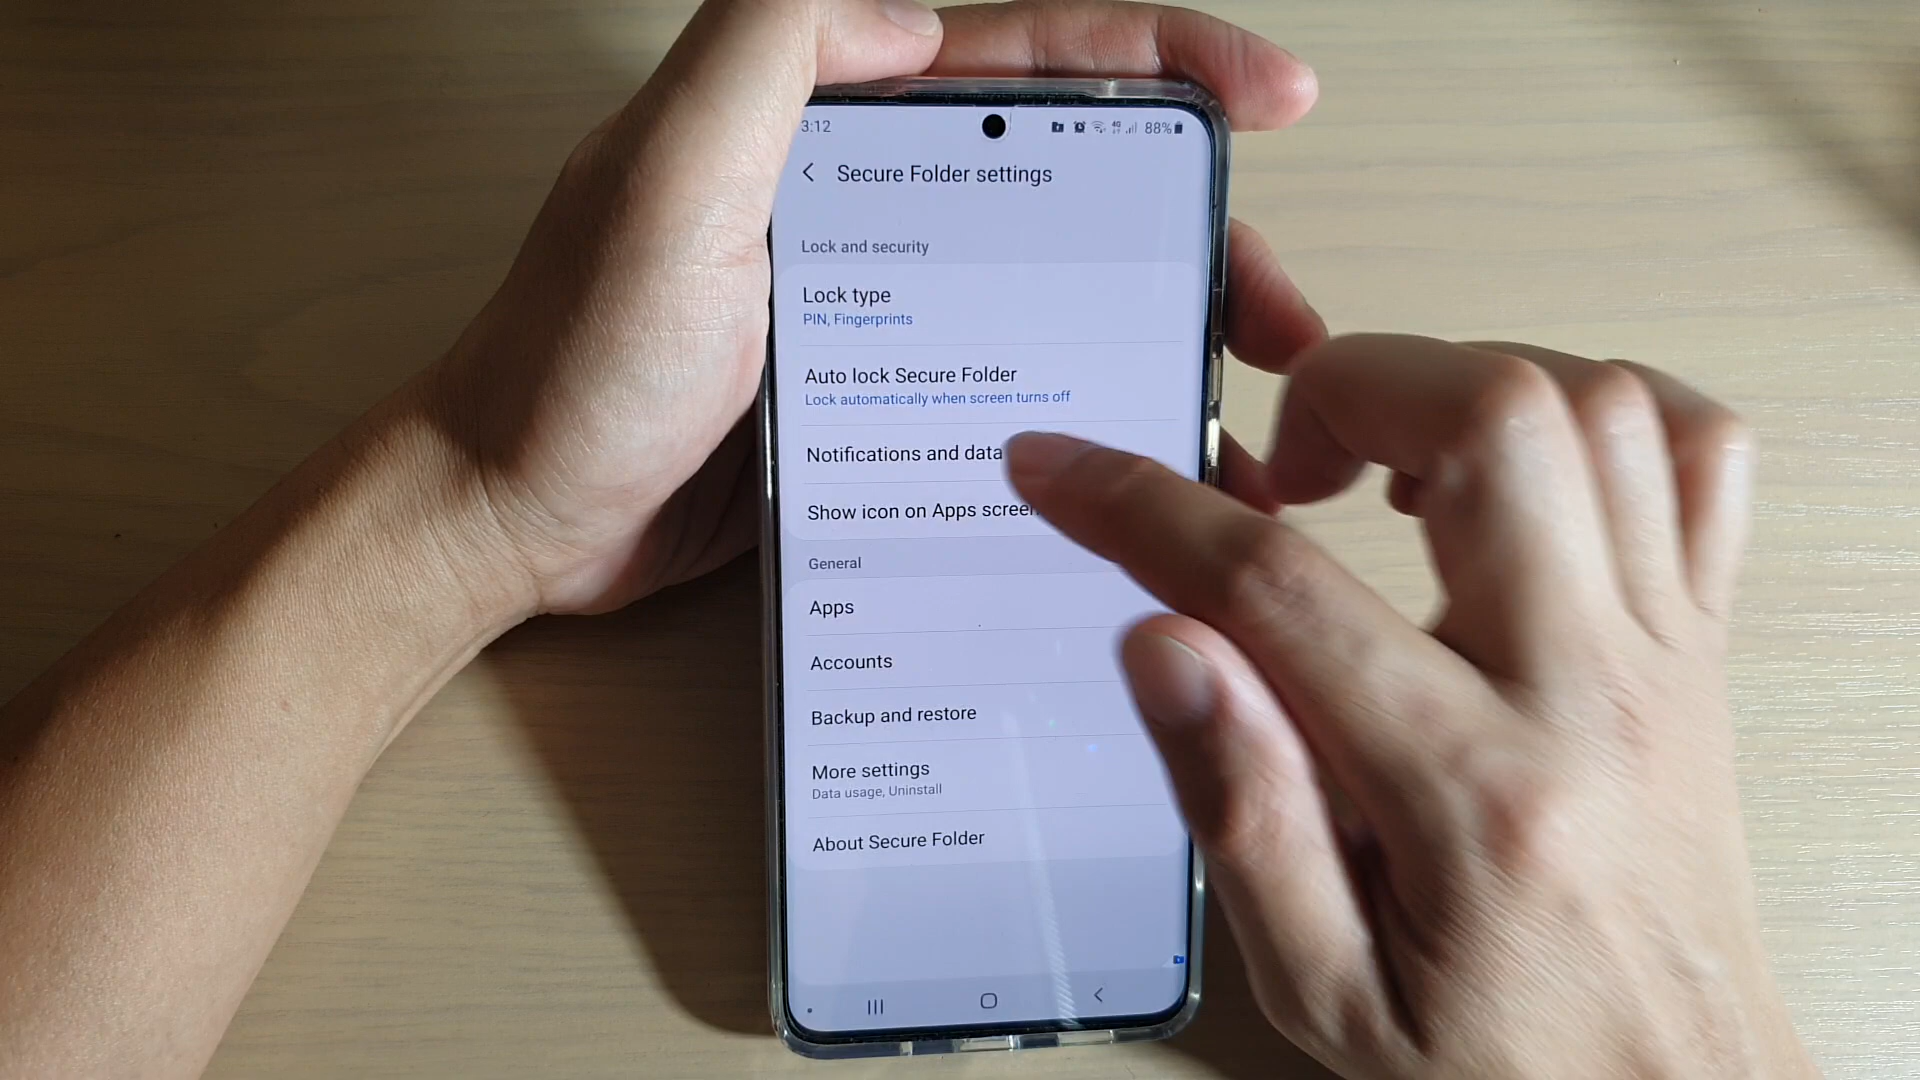 3:12
4G
88%
Secure Folder settings
Lock and security
Lock type
PIN, Fingerprints
Auto lock Secure Folder
Lock automatically when screen turns off
Notifications and data
Show icon on Apps screen
General
Apps
Accounts
Backup and restore
More settings
Data usage, Uninstall
About Secure Folder